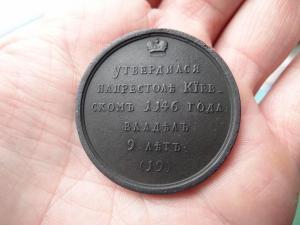 УТВЕРДИЛСЯ
НАПРЕСТОЛѢ КІЕВ-
СКОМЪ 1146 ГОДА.
ВЛАДѢЛЪ
9 ЛѢТЪ.
(19)